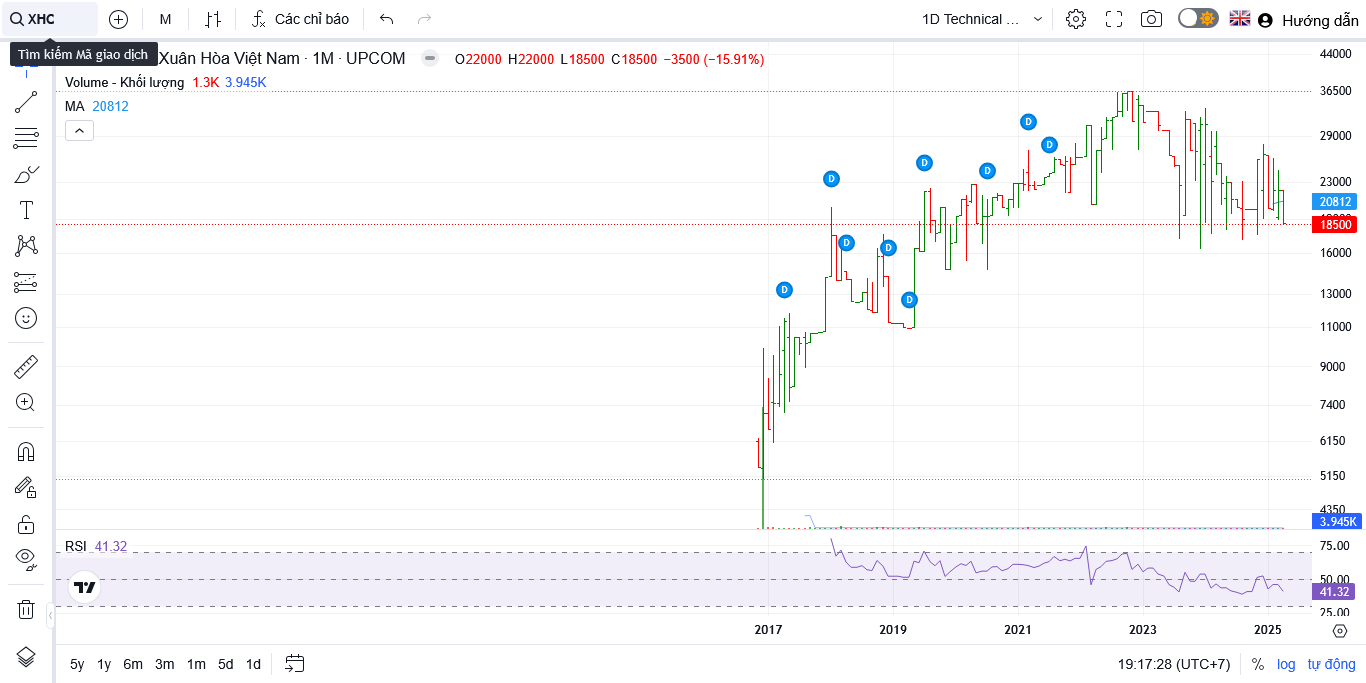 XHC
M
Các chỉ báo
1D Technical ...
Hướng dẫn
Tìm kiếm Mã giao dịch
Xuân Hòa Việt Nam · 1M · UPCOM
O22000 H22000 L18500 C18500 −3500 (−15.91%)
Volume - Khối lượng 1.3K 3.945K
MA 20812
44000
36500
29000
23000
20812
18500
16000
13000
11000
9000
7400
6150
5150
4350
3.945K
D
D
D
D
D
D
D
D
D
RSI 41.32
75.00
50.00
41.32
25.00
2017 2019 2021 2023 2025
5y 1y 6m 3m 1m 5d 1d
19:17:28 (UTC+7)
% log tự động